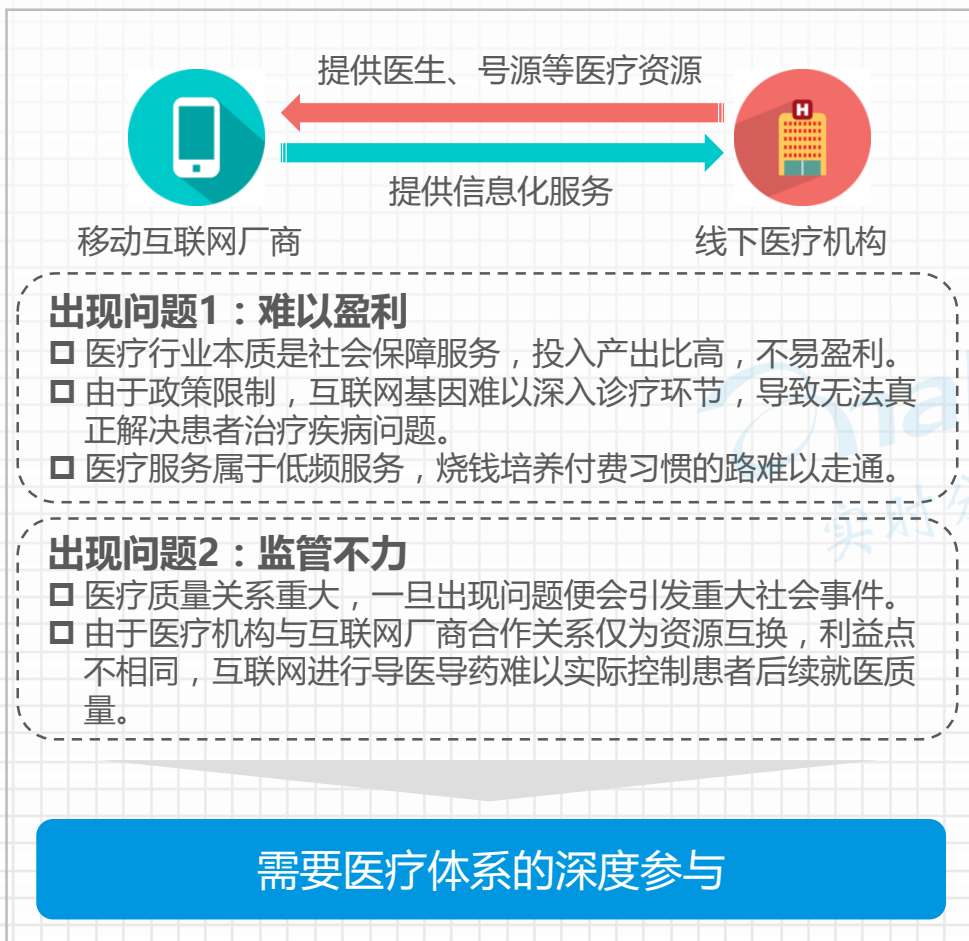 提供医生、号源等医疗资源
H
提供信息化服务
移动互联网厂商
线下医疗机构
出现问题1：难以盈利
医疗行业本质是社会保障服务，投入产出比高，不易盈利。
由于政策限制，互联网基因难以深入诊疗环节，导致无法真
正解决患者治疗疾病问题。
医疗服务属于低频服务，烧钱培养付费习惯的路难以走通。
出现问题2：监管不力
医疗质量关系重大，一旦出现问题便会引发重大社会事件。
由于医疗机构与互联网厂商合作关系仅为资源互换，利益点
不相同，互联网进行导医导药难以实际控制患者后续就医质
量。
实时分
需要医疗体系的深度参与